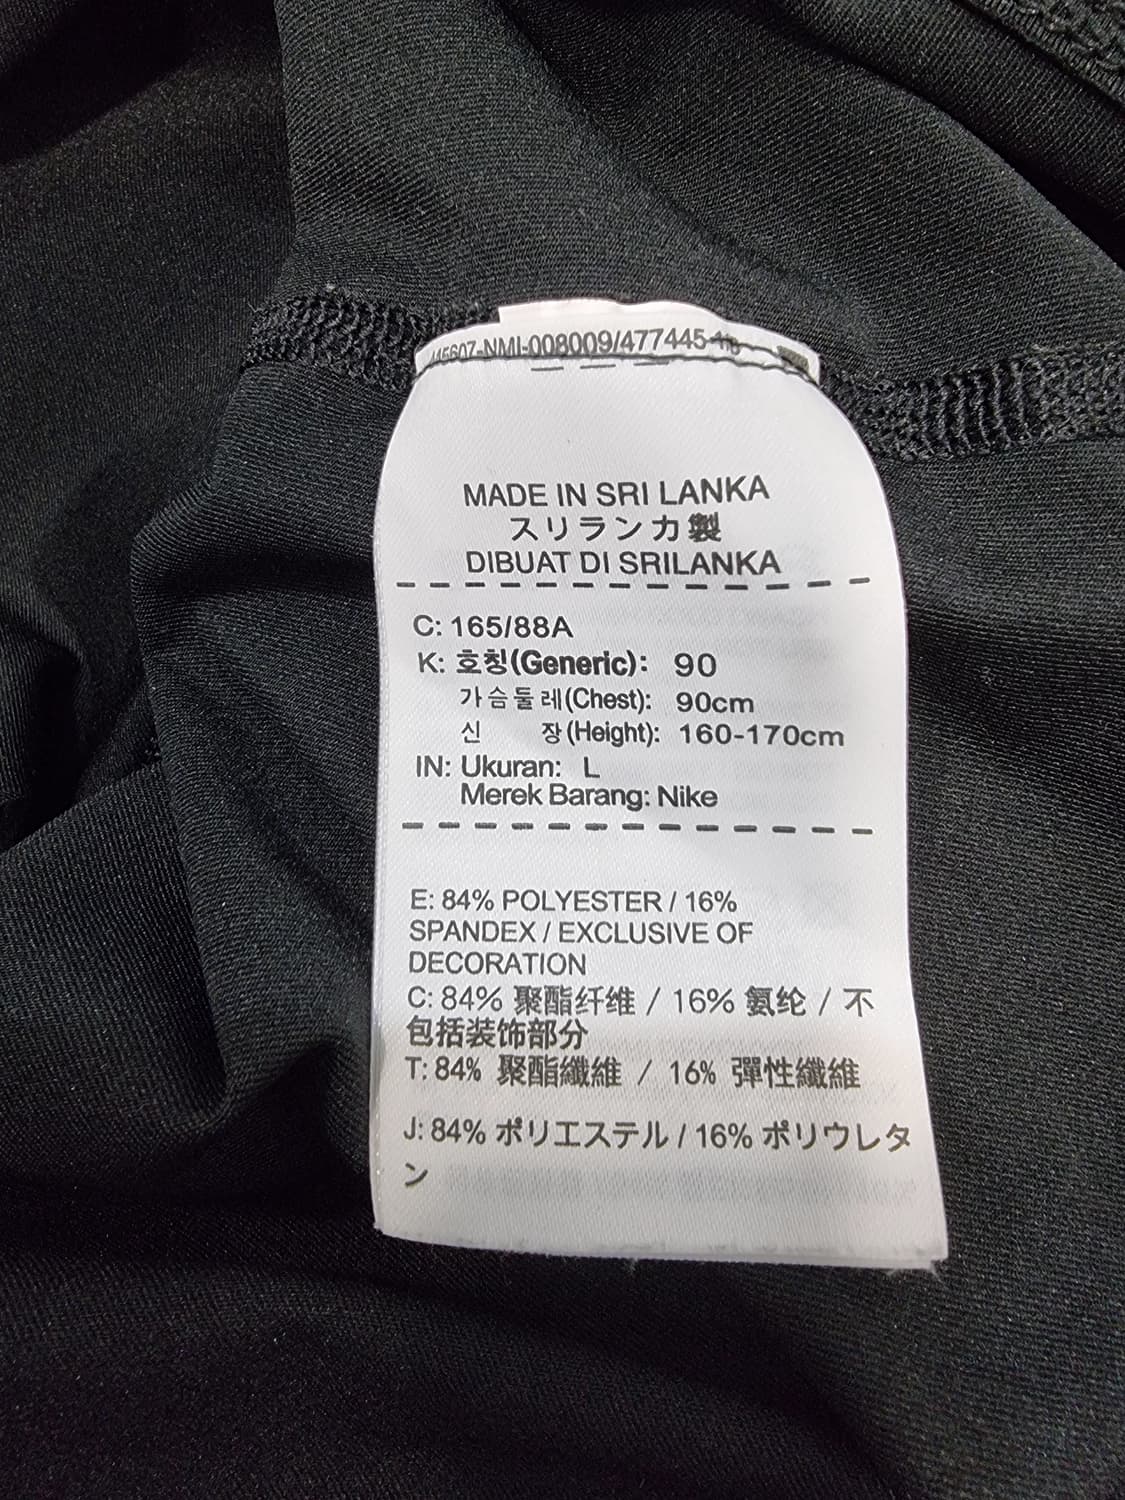 -NMI-008009/477445-
MADE IN SRI LANKA
スリランカ製
DIBUAT DI SRILANKA
C: 165/88A
K: 호칭(Generic): 90
가슴둘레(Chest): 90cm
신 장(Height): 160-170cm
IN: Ukuran: L
Merek Barang: Nike
E: 84% POLYESTER / 16%
SPANDEX / EXCLUSIVE OF
DECORATION
C: 84% 聚酯纤维 / 16% 氨纶 / 不
包括装饰部分
T: 84% 聚酯纖維 / 16% 彈性纖維
J: 84% ポリエステル / 16% ポリウレタ
ン